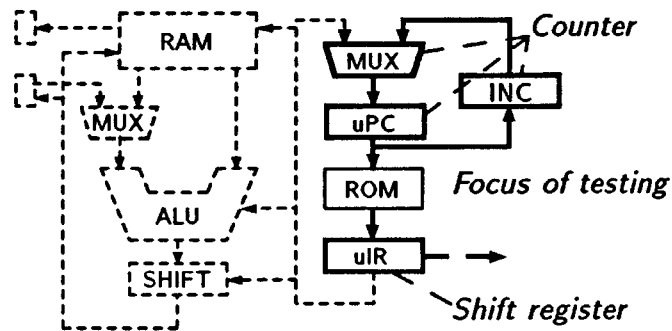 Counter
RAM
MUX
INC
MUX
uPC
ROM
Focus of testing
ALU
uIR
SHIFT
Shift register